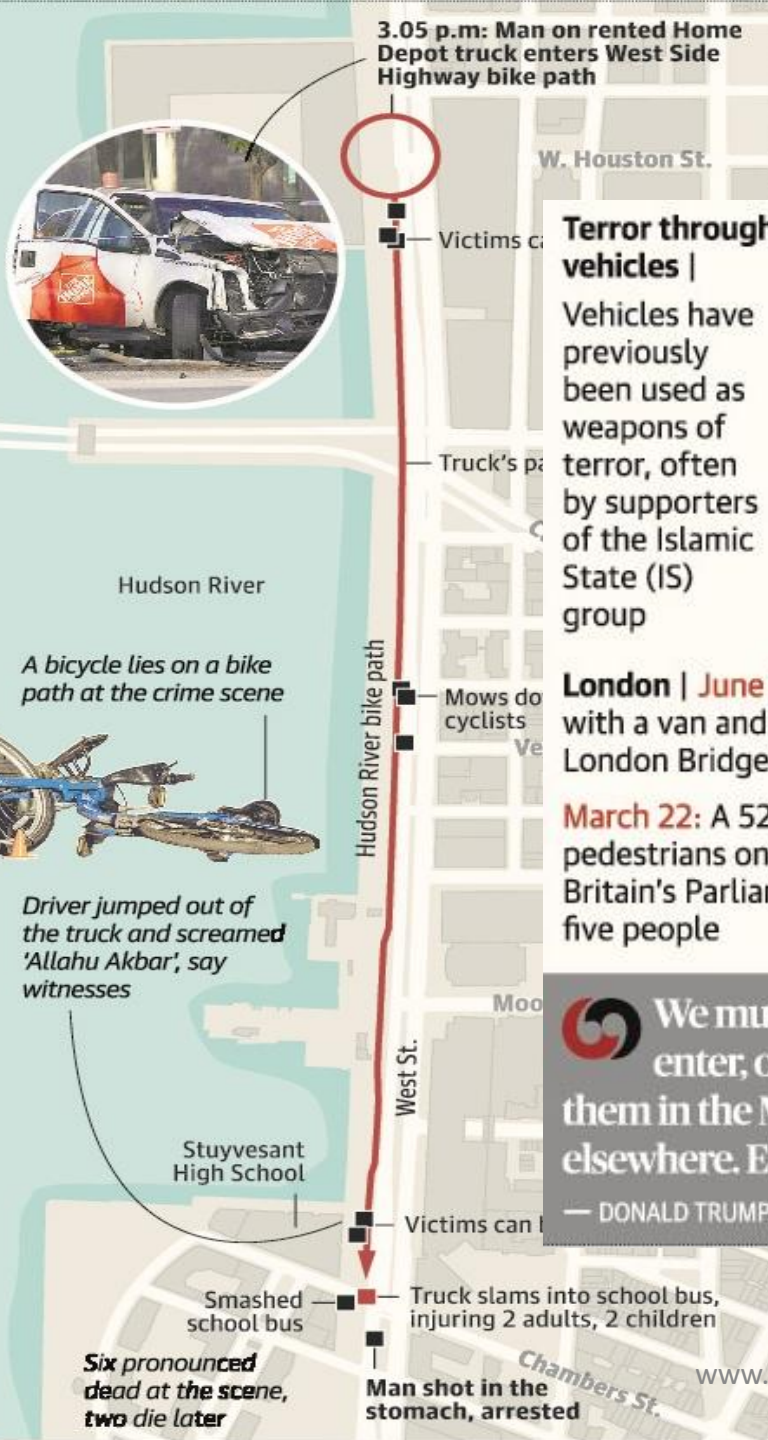 3.05 p.m: Man on rented Home
Depot truck enters West Side
Highway bike path
W. Houston St.
Victims
Truck's
Hudson River
A bicycle lies on a bike
path at the crime scene
Hudson River bike path
Mows
cyclists
Driver jumped out of
the truck and screamed
'Allahu Akbar', say
witnesses
West St.
Stuyvesant
High School
Victims can
Smashed
school bus
Truck slams into school bus,
injuring 2 adults, 2 children
Six pronounced
dead at the scene,
two die later
Man shot in the
stomach, arrested
Chambers St.
www.
Terror through
vehicles |
Vehicles have
previously
been used as
weapons of
terror, often
by supporters
of the Islamic
State (IS)
group
London | June
with a van and
London Bridge
March 22: A 52
pedestrians on
Britain's
five people
We
enter,
them in the
elsewhere.
— DONALD TRUMP